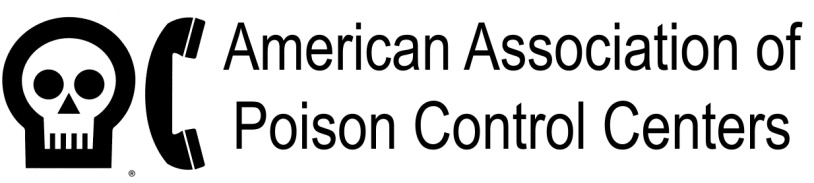 American Association of
Poison Control Centers
®